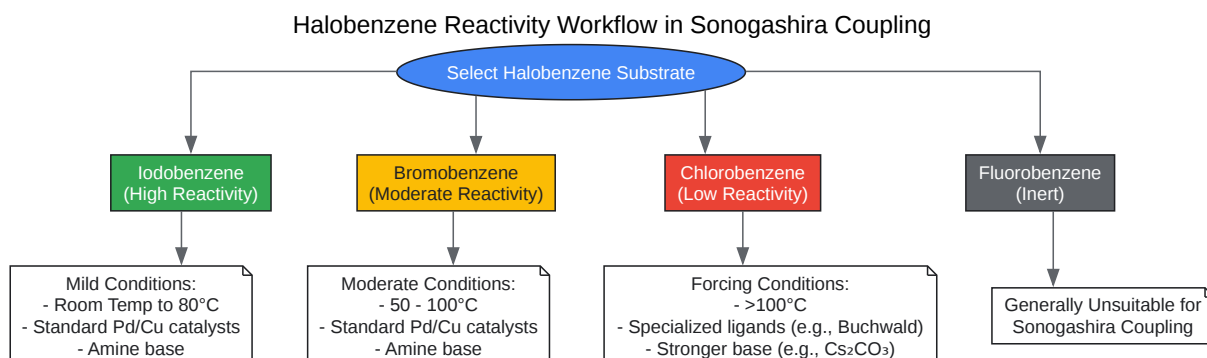 Halobenzene Reactivity Workflow in Sonogashira Coupling
Select Halobenzene Substrate
Iodobenzene
(High Reactivity)
Bromobenzene
(Moderate Reactivity)
Chlorobenzene
(Low Reactivity)
Fluorobenzene
(Inert)
Mild Conditions:
- Room Temp to 80°C
- Standard Pd/Cu catalysts
- Amine base
Moderate Conditions:
- 50 - 100°C
- Standard Pd/Cu catalysts
- Amine base
Forcing Conditions:
- >100°C
- Specialized ligands (e.g., Buchwald)
- Stronger base (e.g., Cs₂CO₃)
Generally Unsuitable for
Sonogashira Coupling